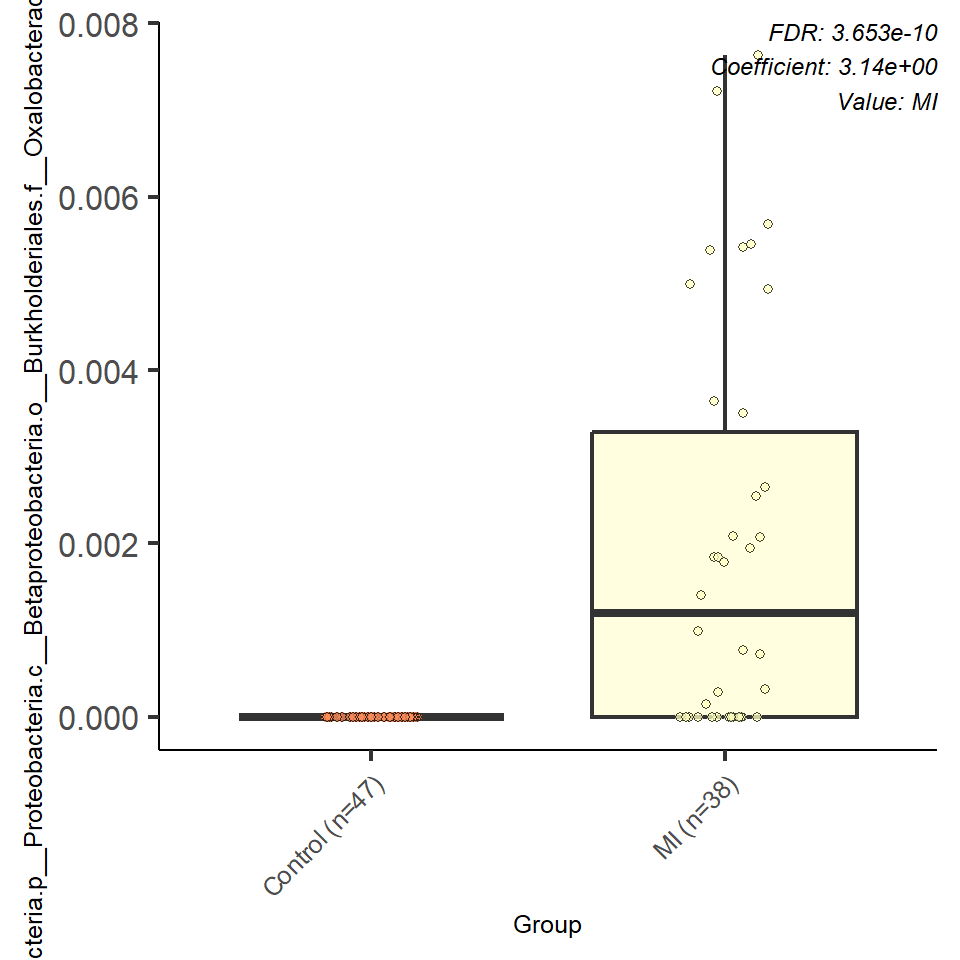 cteria.p__Proteobacteria.c__Betaproteobacteria.o__Burkholderiales.f__Oxalobacterac
0.008
0.006
0.004
0.002
0.000
FDR: 3.653e-10
Coefficient: 3.14e+00
Value: MI
Control (n=47)
MI (n=38)
Group